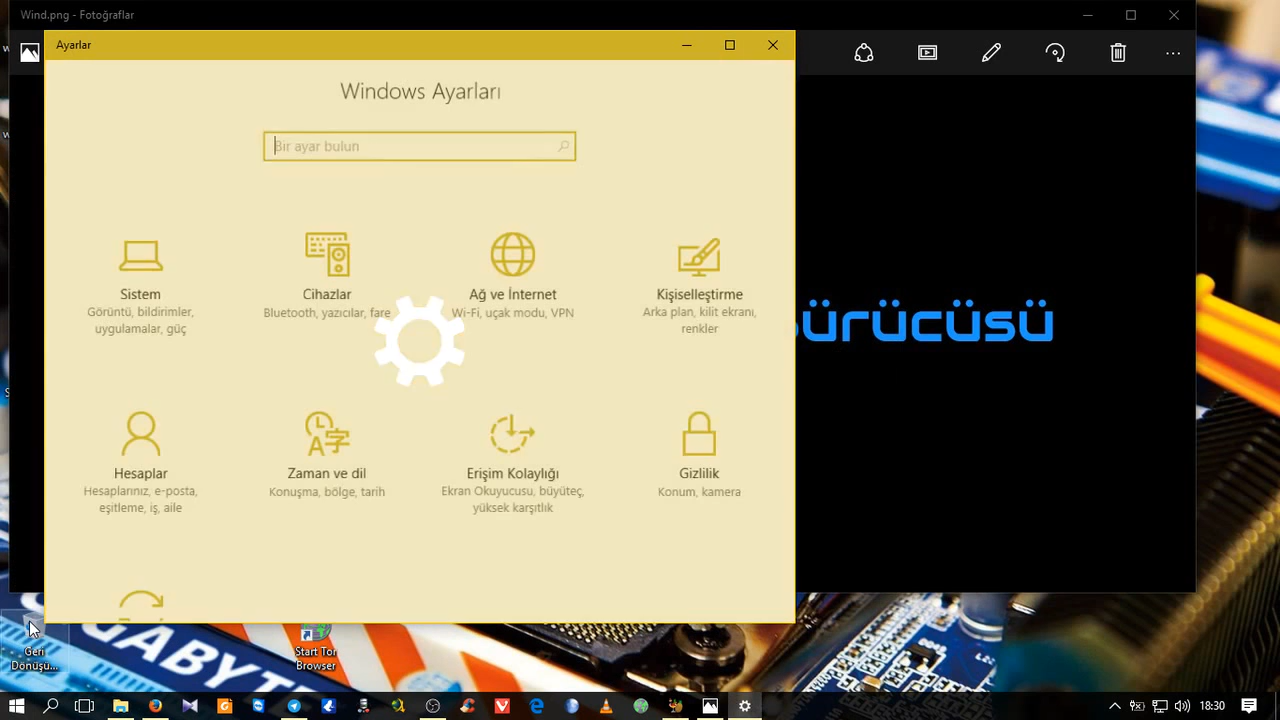 Wind.png - Fotoğraflar
Ayarlar
Windows Ayarları
Bir ayar bulun
Sistem
Görüntü, bildirimler,
uygulamalar, güç
Cihazlar
Bluetooth, yazıcılar, fare
Ağ ve İnternet
Wi-Fi, uçak modu, VPN
Kişiselleştirme
Arka plan, kilit ekranı,
renkler
Hesaplar
Hesaplarınız, e-posta,
eşitleme, iş, aile
Zaman ve dil
Konuşma, bölge, tarih
Erişim Kolaylığı
Ekran Okuyucusu, büyüteç,
yüksek karşıtlık
Gizlilik
Konum, kamera
sürücüsü
GABYT
Geri
Dönüşü...
Start Tor
Browser
18:30